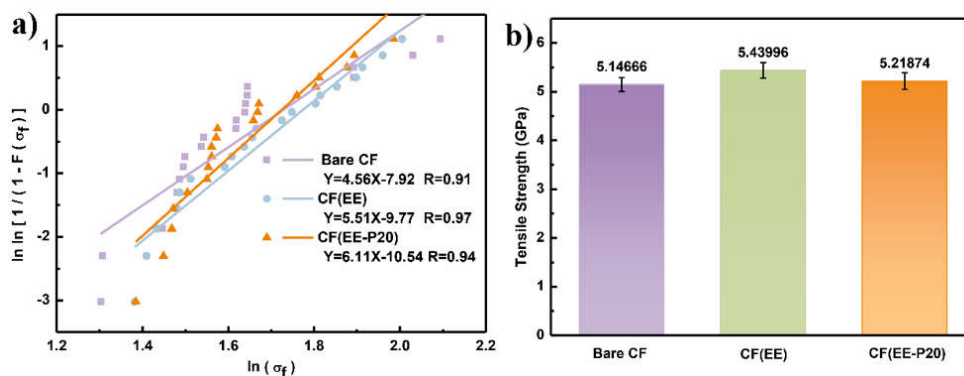 a)
ln ln [ 1 / ( 1 - F ( σf ) ]
1
0
-1
-2
-3
Bare CF
Y=4.56X-7.92 R=0.91
CF(EE)
Y=5.51X-9.77 R=0.97
CF(EE-P20)
Y=6.11X-10.54 R=0.94
1.2 1.4 1.6 1.8 2.0 2.2
ln ( σf )
b)
Tensile Strength (GPa)
6
5
4
3
2
1
0
5.14666
5.43996
5.21874
Bare CF CF(EE) CF(EE-P20)